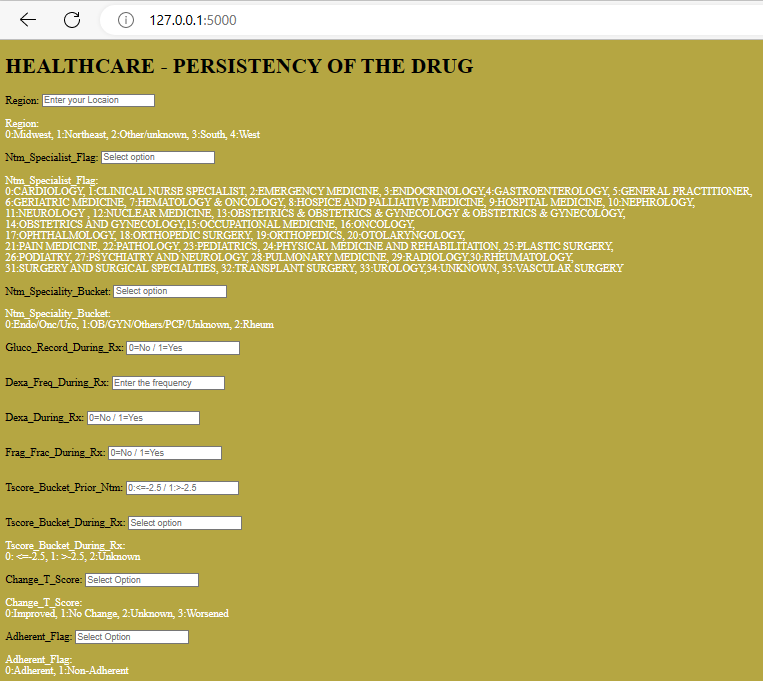 127.0.0.1:5000
HEALTHCARE - PERSISTENCY OF THE DRUG
Region: Enter your Locaion
Region:
0:Midwest, 1:Northeast, 2:Other/unknown, 3:South, 4:West
Ntm_Specialist_Flag: Select option
Ntm_Specialist_Flag:
0:CARDIOLOGY, 1:CLINICAL NURSE SPECIALIST, 2:EMERGENCY MEDICINE, 3:ENDOCRINOLOGY,4:GASTROENTEROLOGY, 5:GENERAL PRACTITIONER,
6:GERIATRIC MEDICINE, 7:HEMATOLOGY & ONCOLOGY, 8:HOSPICE AND PALLIATIVE MEDICINE, 9:HOSPITAL MEDICINE, 10:NEPHROLOGY,
11:NEUROLOGY , 12:NUCLEAR MEDICINE, 13:OBSTETRICS & OBSTETRICS & GYNECOLOGY & OBSTETRICS & GYNECOLOGY,
14:OBSTETRICS AND GYNECOLOGY,15:OCCUPATIONAL MEDICINE, 16:ONCOLOGY,
17:OPHTHALMOLOGY, 18:ORTHOPEDIC SURGERY, 19:ORTHOPEDICS, 20:OTOLARYNGOLOGY,
21:PAIN MEDICINE, 22:PATHOLOGY, 23:PEDIATRICS, 24:PHYSICAL MEDICINE AND REHABILITATION, 25:PLASTIC SURGERY,
26:PODIATRY, 27:PSYCHIATRY AND NEUROLOGY, 28:PULMONARY MEDICINE, 29:RADIOLOGY,30:RHEUMATOLOGY,
31:SURGERY AND SURGICAL SPECIALTIES, 32:TRANSPLANT SURGERY, 33:UROLOGY,34:UNKNOWN, 35:VASCULAR SURGERY
Ntm_Speciality_Bucket: Select option
Ntm_Speciality_Bucket:
0:Endo/Onc/Uro, 1:OB/GYN/Others/PCP/Unknown, 2:Rheum
Gluco_Record_During_Rx: 0=No / 1=Yes
Dexa_Freq_During_Rx: Enter the frequency
Dexa_During_Rx: 0=No / 1=Yes
Frag_Frac_During_Rx: 0=No / 1=Yes
Tscore_Bucket_Prior_Ntm: 0:<=-2.5 / 1:>-2.5
Tscore_Bucket_During_Rx: Select option
Tscore_Bucket_During_Rx:
0: <=-2.5, 1: >-2.5, 2:Unknown
Change_T_Score: Select Option
Change_T_Score:
0:Improved, 1:No Change, 2:Unknown, 3:Worsened
Adherent_Flag: Select Option
Adherent_Flag:
0:Adherent, 1:Non-Adherent